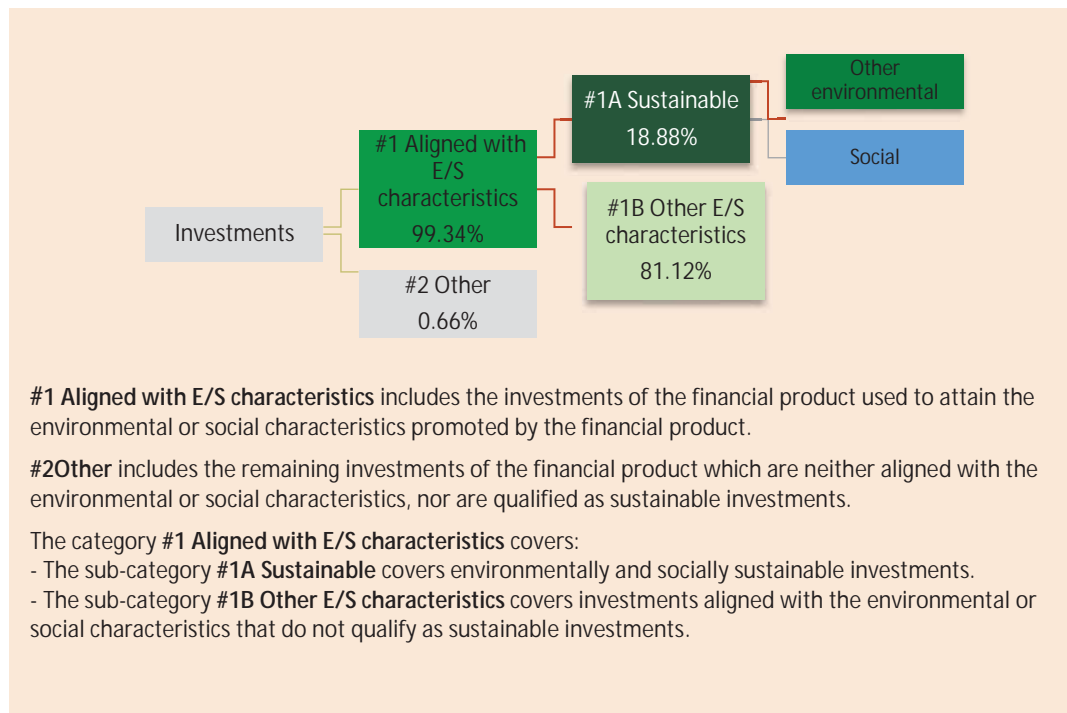 Investments
#1 Aligned with
E/S
characteristics
99.34%
#2 Other
0.66%
#1A Sustainable
18.88%
#1B Other E/S
characteristics
81.12%
Other
environmental
Social
#1 Aligned with E/S characteristics includes the investments of the financial product used to attain the
environmental or social characteristics promoted by the financial product.
#2Other includes the remaining investments of the financial product which are neither aligned with the
environmental or social characteristics, nor are qualified as sustainable investments.
The category #1 Aligned with E/S characteristics covers:
- The sub-category #1A Sustainable covers environmentally and socially sustainable investments.
- The sub-category #1B Other E/S characteristics covers investments aligned with the environmental or
social characteristics that do not qualify as sustainable investments.